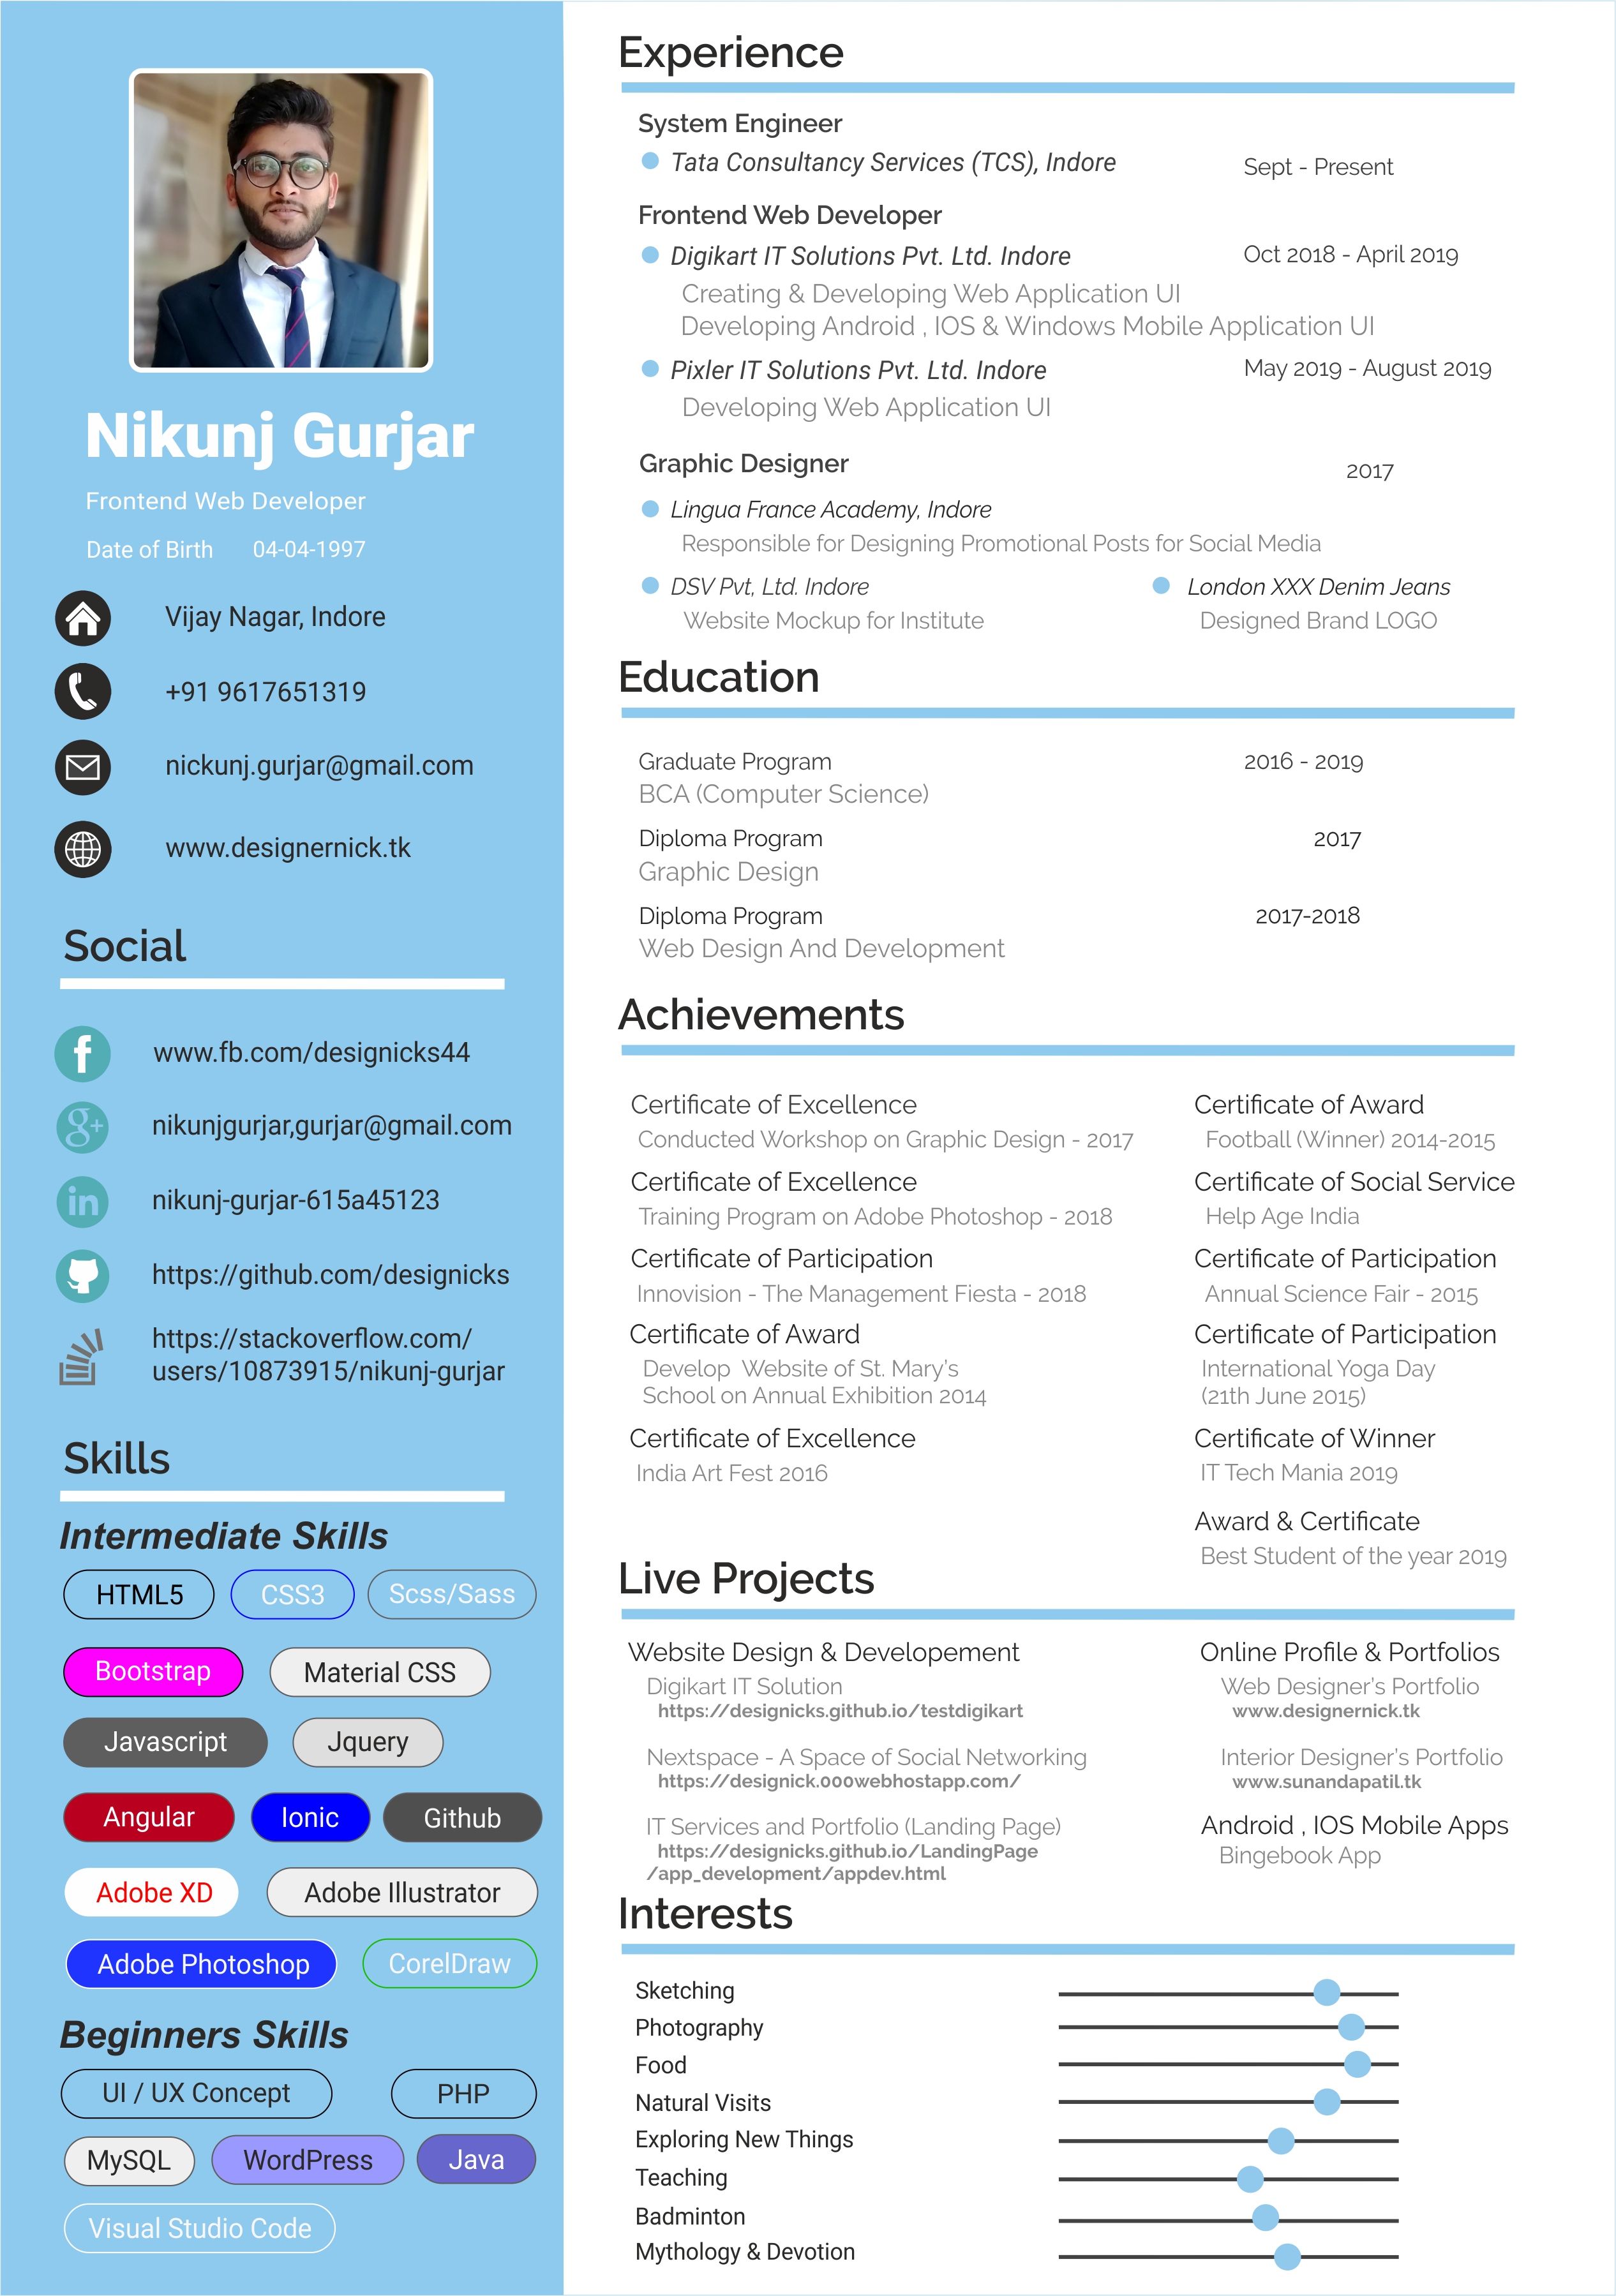 Nikunj Gurjar
Frontend Web Developer
Date of Birth 04-04-1997
Vijay Nagar, Indore
+91 9617651319
nickunj.gurjar@gmail.com
www.designernick.tk
Social
f
www.fb.com/designicks44
g+
nikunjgurjar,gurjar@gmail.com
in
nikunj-gurjar-615a45123
https://github.com/designicks
https://stackoverflow.com/
users/10873915/nikunj-gurjar
Skills
Intermediate Skills
HTML5 CSS3 Scss/Sass
Bootstrap Material CSS
Javascript Jquery
Angular Ionic Github
Adobe XD Adobe Illustrator
Adobe Photoshop CorelDraw
Beginners Skills
UI / UX Concept PHP
MySQL WordPress Java
Visual Studio Code
Experience
System Engineer
Tata Consultancy Services (TCS), Indore Sept - Present
Frontend Web Developer
Digikart IT Solutions Pvt. Ltd. Indore Oct 2018 - April 2019
Creating & Developing Web Application UI
Developing Android , IOS & Windows Mobile Application UI
Pixler IT Solutions Pvt. Ltd. Indore May 2019 - August 2019
Developing Web Application UI
Graphic Designer 2017
Lingua France Academy, Indore
Responsible for Designing Promotional Posts for Social Media
DSV Pvt, Ltd. Indore
Website Mockup for Institute
London XXX Denim Jeans
Designed Brand LOGO
Education
Graduate Program 2016 - 2019
BCA (Computer Science)
Diploma Program 2017
Graphic Design
Diploma Program 2017-2018
Web Design And Development
Achievements
Certificate of Excellence
Conducted Workshop on Graphic Design - 2017
Certificate of Excellence
Training Program on Adobe Photoshop - 2018
Certificate of Participation
Innovision - The Management Fiesta - 2018
Certificate of Award
Develop Website of St. Mary's
School on Annual Exhibition 2014
Certificate of Excellence
India Art Fest 2016
Certificate of Award
Football (Winner) 2014-2015
Certificate of Social Service
Help Age India
Certificate of Participation
Annual Science Fair - 2015
Certificate of Participation
International Yoga Day
(21th June 2015)
Certificate of Winner
IT Tech Mania 2019
Award & Certificate
Best Student of the year 2019
Live Projects
Website Design & Developement
Digikart IT Solution
https://designicks.github.io/testdigikart
Nextspace - A Space of Social Networking
https://designick.000webhostapp.com/
IT Services and Portfolio (Landing Page)
https://designicks.github.io/LandingPage
/app_development/appdev.html
Online Profile & Portfolios
Web Designer's Portfolio
www.designernick.tk
Interior Designer's Portfolio
www.sunandapatil.tk
Android , IOS Mobile Apps
Bingebook App
Interests
Sketching
Photography
Food
Natural Visits
Exploring New Things
Teaching
Badminton
Mythology & Devotion